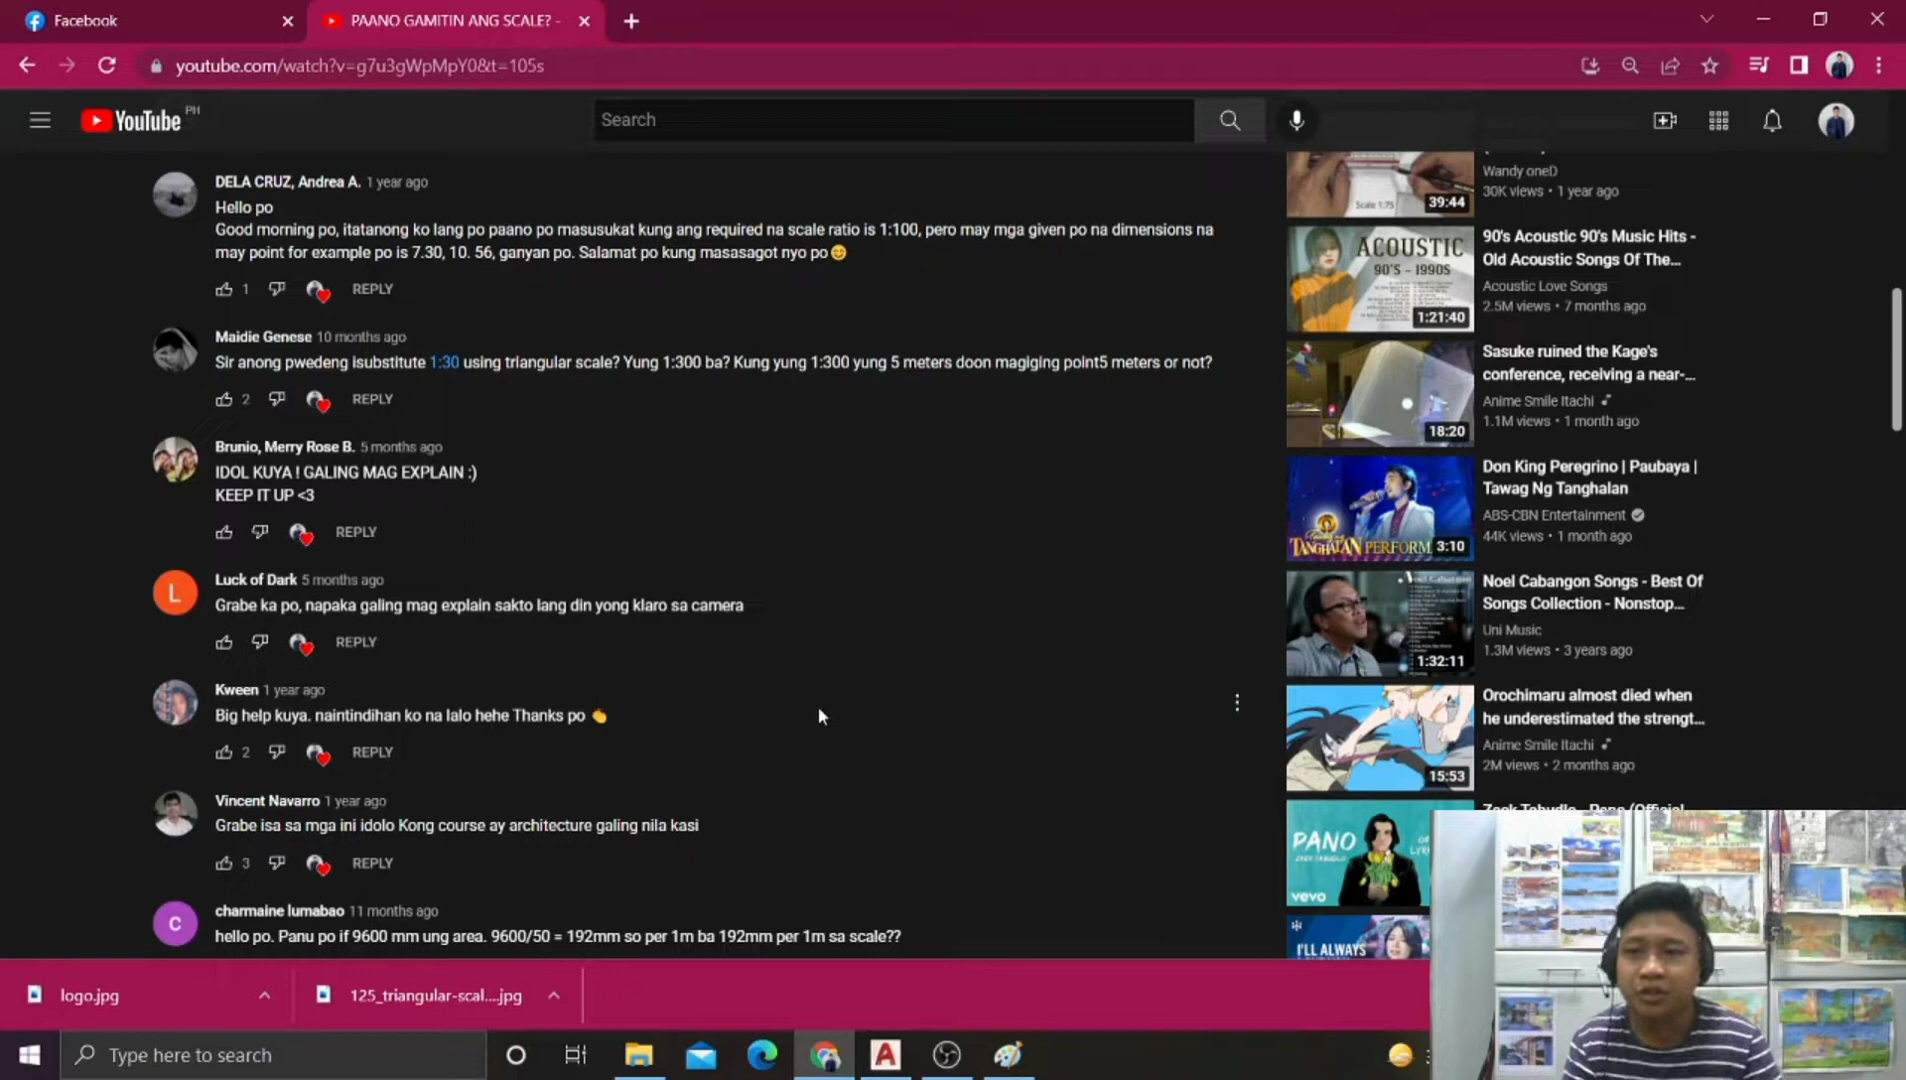 Facebook
PAANO GAMITIN ANG SCALE? -
youtube.com/watch?v=g7u3gWpMpY0&t=105s
YouTube PH
Search
DELA CRUZ, Andrea A. 1 year ago
Hello po
Good morning po, itatanong ko lang po paano po masusukat kung ang required na scale ratio is 1:100, pero may mga given po na dimensions na
may point for example po is 7.30, 10. 56, ganyan po. Salamat po kung masasagot nyo po😊
1 REPLY
Maidie Genese 10 months ago
Sir anong pwedeng isubstitute 1:30 using triangular scale? Yung 1:300 ba? Kung yung 1:300 yung 5 meters doon magiging point5 meters or not?
2 REPLY
Brunio, Merry Rose B. 5 months ago
IDOL KUYA ! GALING MAG EXPLAIN :)
KEEP IT UP <3
REPLY
L
Luck of Dark 5 months ago
Grabe ka po, napaka galing mag explain sakto lang din yong klaro sa camera
REPLY
Kween 1 year ago
Big help kuya. naintindihan ko na lalo hehe Thanks po 👏
2 REPLY
Vincent Navarro 1 year ago
Grabe isa sa mga ini idolo Kong course ay architecture galing nila kasi
3 REPLY
C
charmaine lumabao 11 months ago
hello po. Panu po if 9600 mm ung area. 9600/50 = 192mm so per 1m ba 192mm per 1m sa scale??
Scale 1:75
39:44
Wandy oneD
30K views • 1 year ago
ACOUSTIC
90'S - 1990S
1:21:40
90's Acoustic 90's Music Hits -
Old Acoustic Songs Of The...
Acoustic Love Songs
2.5M views • 7 months ago
18:20
Sasuke ruined the Kage's
conference, receiving a near-...
Anime Smile Itachi
1.1M views • 1 month ago
TANGHALAN PERFORM
3:10
Don King Peregrino | Paubaya |
Tawag Ng Tanghalan
ABS-CBN Entertainment
44K views • 1 month ago
1:32:11
Noel Cabangon Songs - Best Of
Songs Collection - Nonstop...
Uni Music
1.3M views • 3 years ago
15:53
Orochimaru almost died when
he underestimated the strengt...
Anime Smile Itachi
2M views • 2 months ago
PANO
vevo
I'LL ALWAYS
logo.jpg
125_triangular-scal....jpg
Type here to search